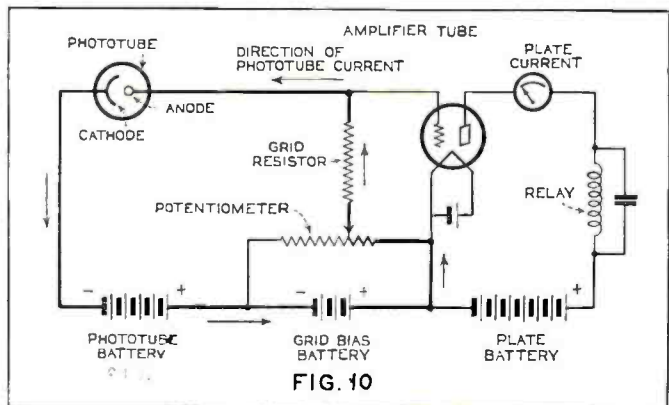 PHOTOTUBE
AMPLIFIER TUBE
DIRECTION OF
PHOTOTUBE CURRENT
PLATE
CURRENT
ANODE
CATHODE
GRID
RESISTOR
POTENTIOMETER
RELAY
- +
- +
+
PHOTOTUBE
BATTERY
GRID BIAS
BATTERY
PLATE
BATTERY
FIG. 10